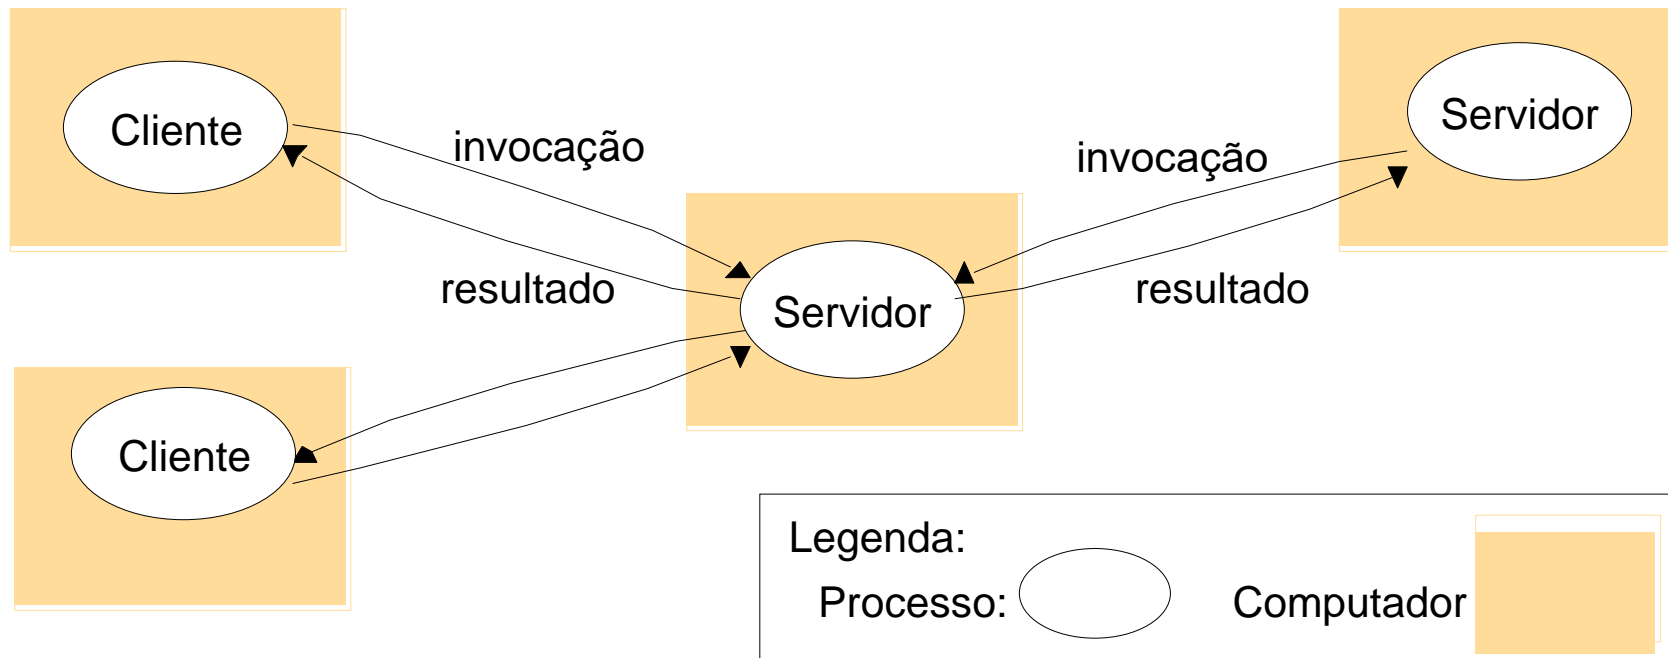 Cliente
invocação
resultado
Servidor
invocação
resultado
Servidor
Cliente
Legenda:
Processo:
Computador